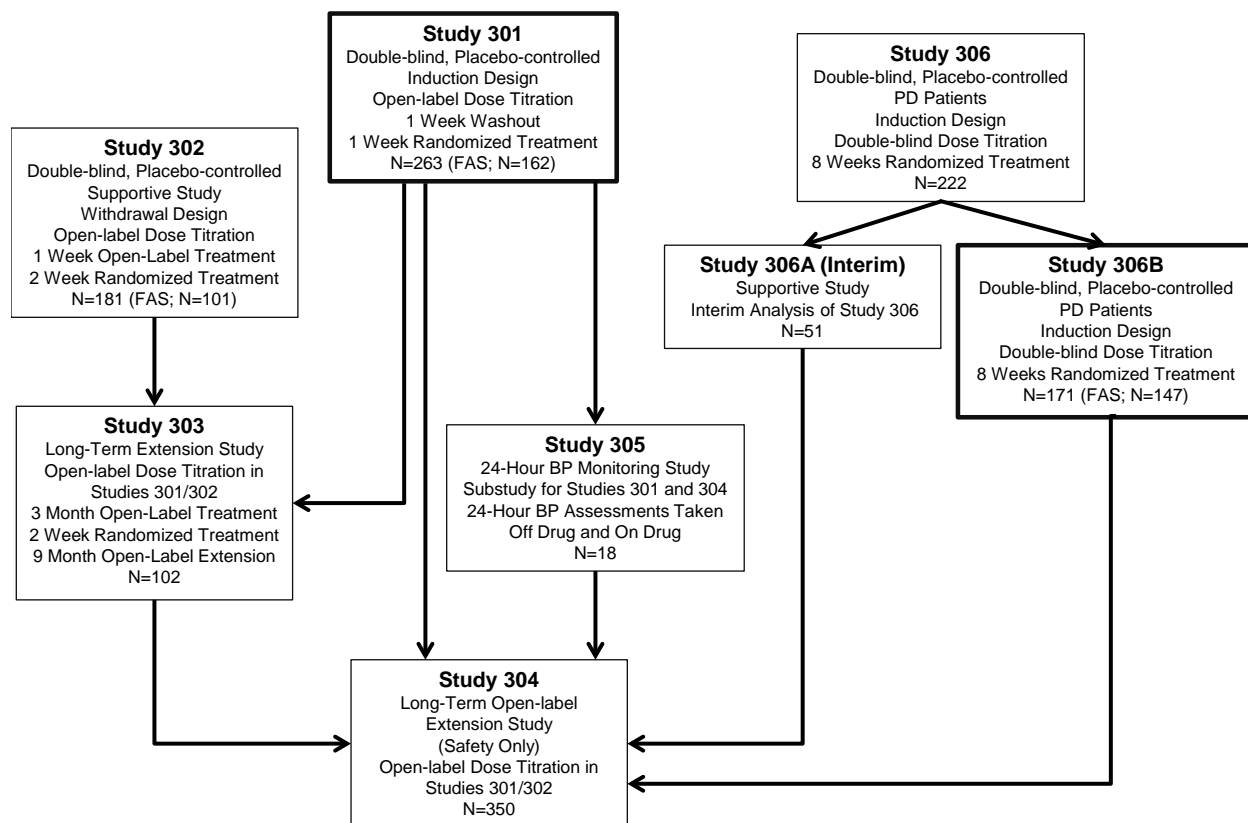 Study 301
Double-blind, Placebo-controlled
Induction Design
Open-label Dose Titration
1 Week Washout
1 Week Randomized Treatment
N=263 (FAS; N=162)
Study 306
Double-blind, Placebo-controlled
PD Patients
Induction Design
Double-blind Dose Titration
8 Weeks Randomized Treatment
N=222
Study 302
Double-blind, Placebo-controlled
Supportive Study
Withdrawal Design
Open-label Dose Titration
1 Week Open-Label Treatment
2 Week Randomized Treatment
N=181 (FAS; N=101)
Study 306A (Interim)
Supportive Study
Interim Analysis of Study 306
N=51
Study 306B
Double-blind, Placebo-controlled
PD Patients
Induction Design
Double-blind Dose Titration
8 Weeks Randomized Treatment
N=171 (FAS; N=147)
Study 303
Long-Term Extension Study
Open-label Dose Titration in
Studies 301/302
3 Month Open-Label Treatment
2 Week Randomized Treatment
9 Month Open-Label Extension
N=102
Study 305
24-Hour BP Monitoring Study
Substudy for Studies 301 and 304
24-Hour BP Assessments Taken
Off Drug and On Drug
N=18
Study 304
Long-Term Open-label
Extension Study
(Safety Only)
Open-label Dose Titration in
Studies 301/302
N=350